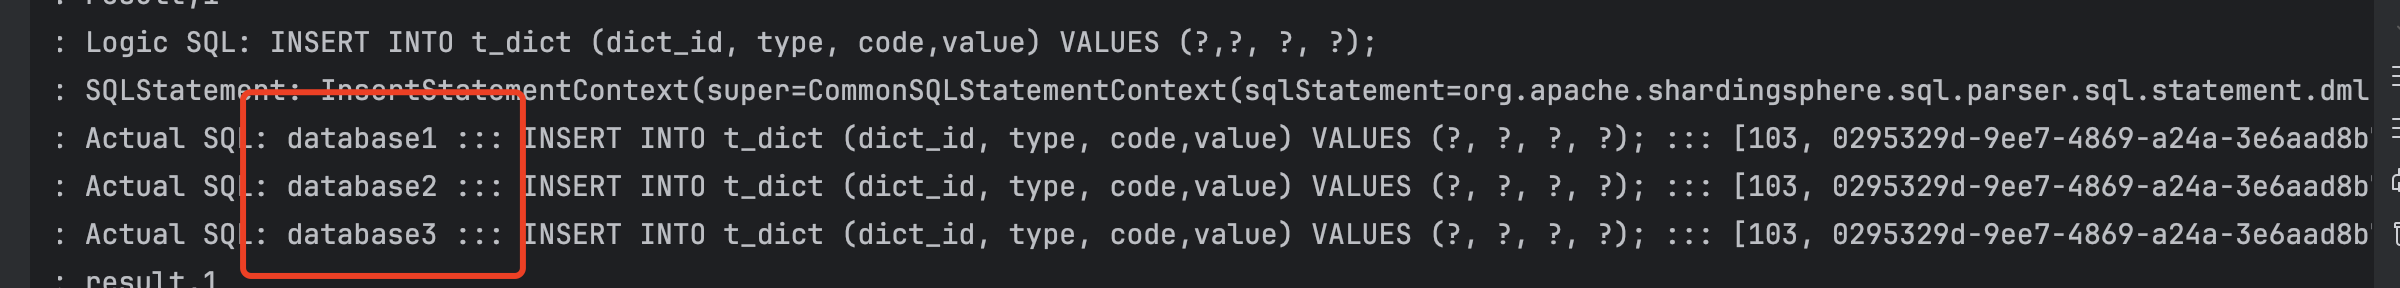 : result,1
: Logic SQL: INSERT INTO t_dict (dict_id, type, code,value) VALUES (?,?, ?, ?);
: SQLStatement: InsertStatementContext(super=CommonSQLStatementContext(sqlStatement=org.apache.shardingsphere.sql.parser.sql.statement.dml
: Actual SQL: database1 ::: INSERT INTO t_dict (dict_id, type, code,value) VALUES (?, ?, ?, ?); ::: [103, 0295329d-9ee7-4869-a24a-3e6aad8b
: Actual SQL: database2 ::: INSERT INTO t_dict (dict_id, type, code,value) VALUES (?, ?, ?, ?); ::: [103, 0295329d-9ee7-4869-a24a-3e6aad8b
: Actual SQL: database3 ::: INSERT INTO t_dict (dict_id, type, code,value) VALUES (?, ?, ?, ?); ::: [103, 0295329d-9ee7-4869-a24a-3e6aad8b
: result,1